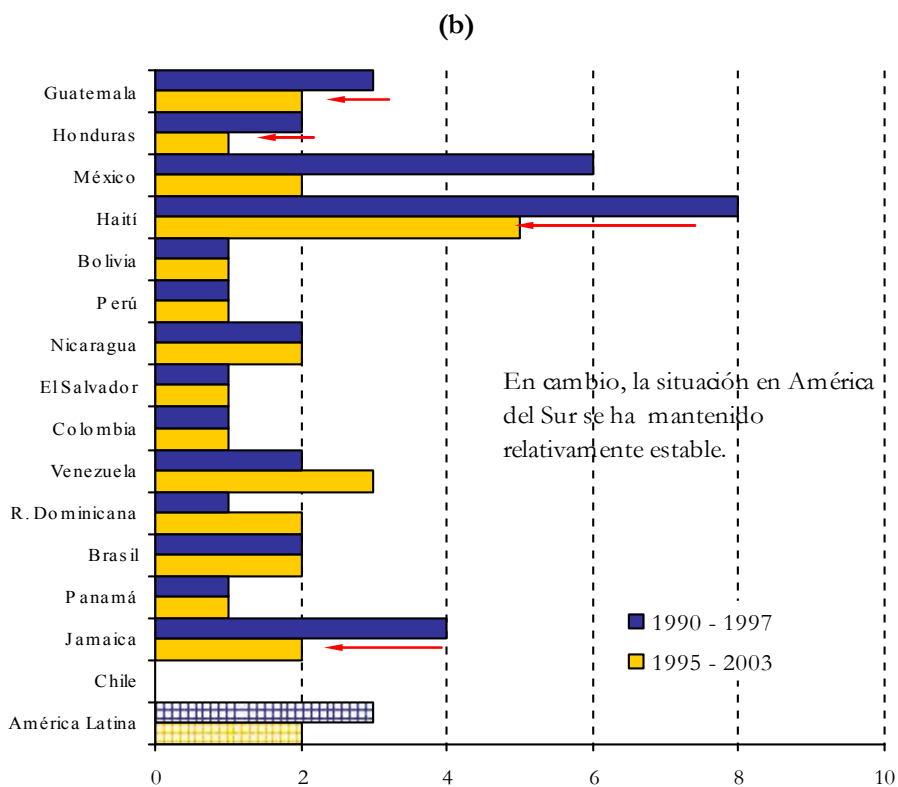 (b)
Guatemala
Honduras
México
Haití
Bolivia
Perú
Nicaragua
El Salvador
Colombia
Venezuela
R. Dominicana
Brasil
Panamá
Jamaica
Chile
América Latina
En cambio, la situación en América
del Sur se ha mantenido
relativamente estable.
1990 - 1997
1995 - 2003
0 2 4 6 8 10